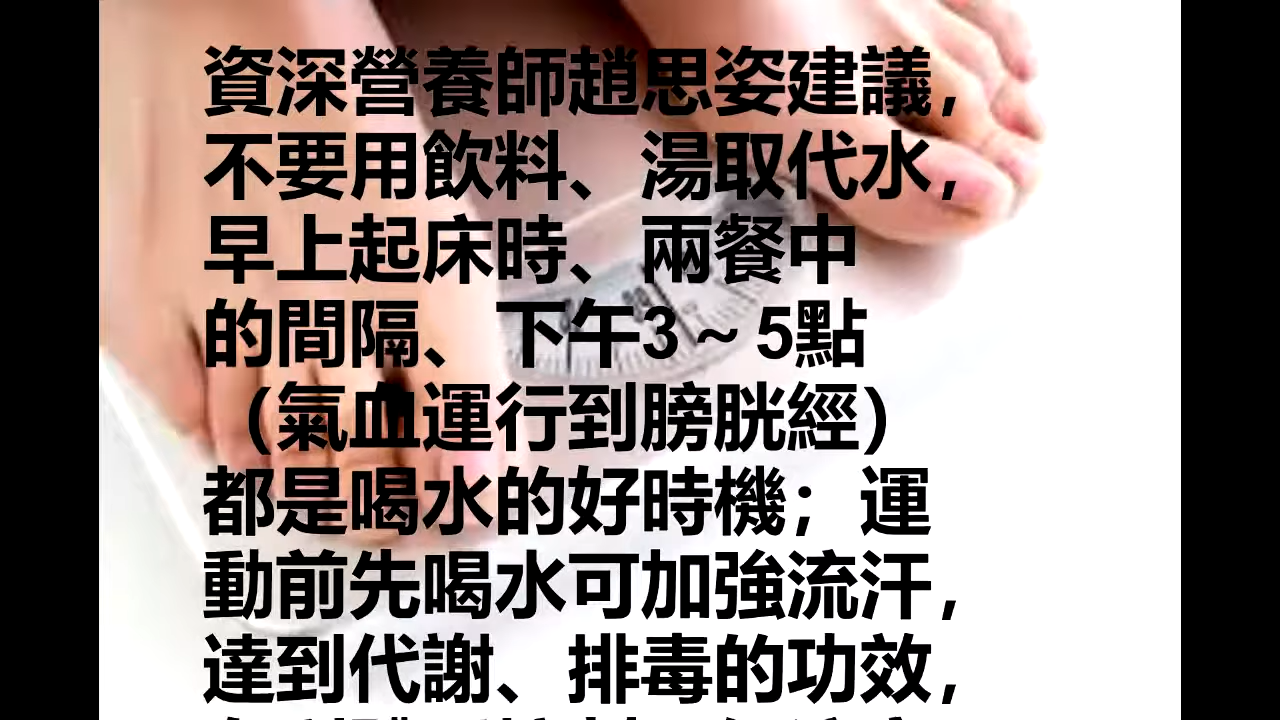 資深營養師趙思姿建議，
不要用飲料、湯取代水，
早上起床時、兩餐中
的間隔、下午3～5點
（氣血運行到膀胱經）
都是喝水的好時機；運
動前先喝水可加強流汗，
達到代謝、排毒的功效，